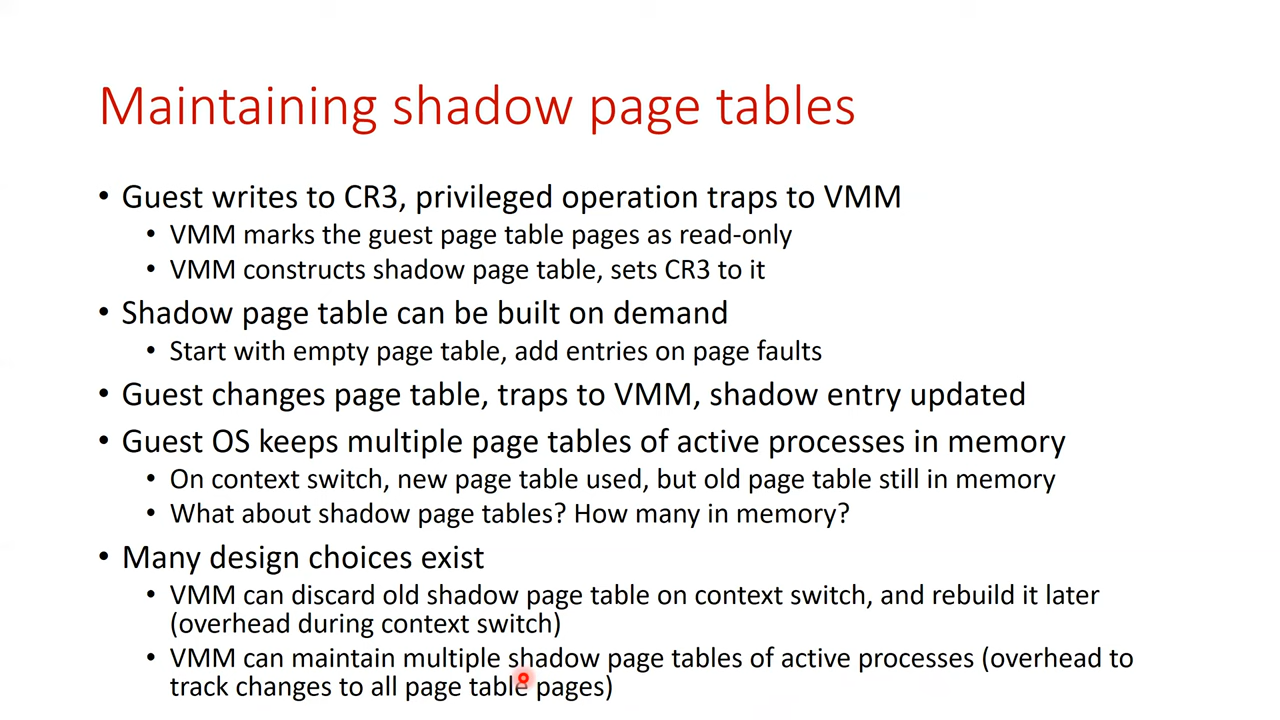 Maintaining shadow page tables
• Guest writes to CR3, privileged operation traps to VMM
• VMM marks the guest page table pages as read-only
• VMM constructs shadow page table, sets CR3 to it
• Shadow page table can be built on demand
• Start with empty page table, add entries on page faults
• Guest changes page table, traps to VMM, shadow entry updated
• Guest OS keeps multiple page tables of active processes in memory
• On context switch, new page table used, but old page table still in memory
• What about shadow page tables? How many in memory?
• Many design choices exist
• VMM can discard old shadow page table on context switch, and rebuild it later
(overhead during context switch)
• VMM can maintain multiple shadow page tables of active processes (overhead to
track changes to all page table pages)